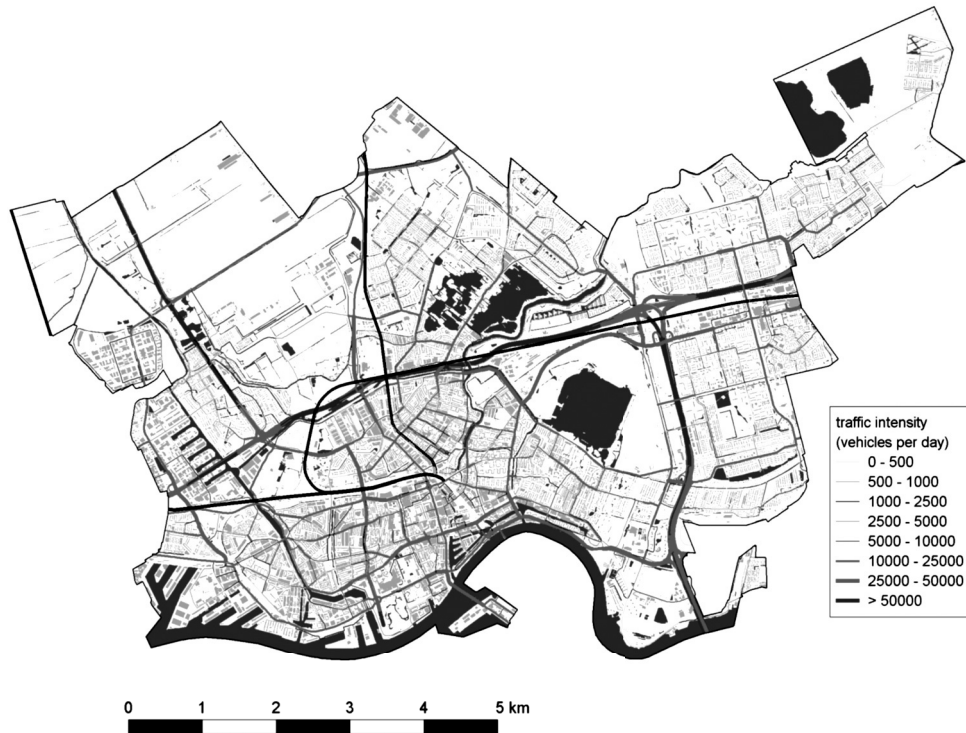 traffic intensity
(vehicles per day)
0 - 500
500 - 1000
1000 - 2500
2500 - 5000
5000 - 10000
10000 - 25000
25000 - 50000
> 50000
0 1 2 3 4 5 km